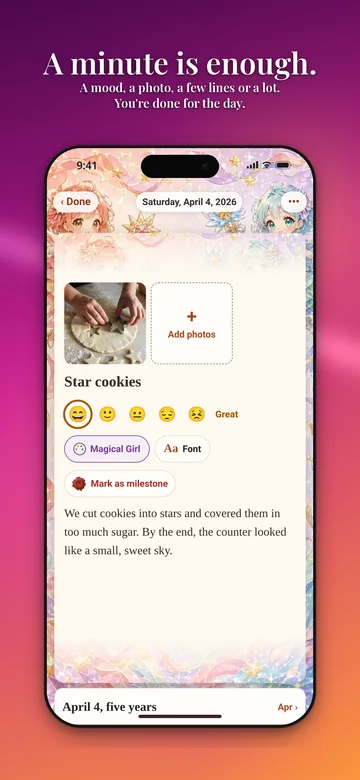 A minute is enough.
A mood, a photo, a few lines or a lot.
You're done for the day.
9:41
‹ Done
Saturday, April 4, 2026
•••
+
Add photos
Star cookies
Great
Magical Girl
Aa Font
Mark as milestone
We cut cookies into stars and covered them in
too much sugar. By the end, the counter looked
like a small, sweet sky.
April 4, five years
Apr ›